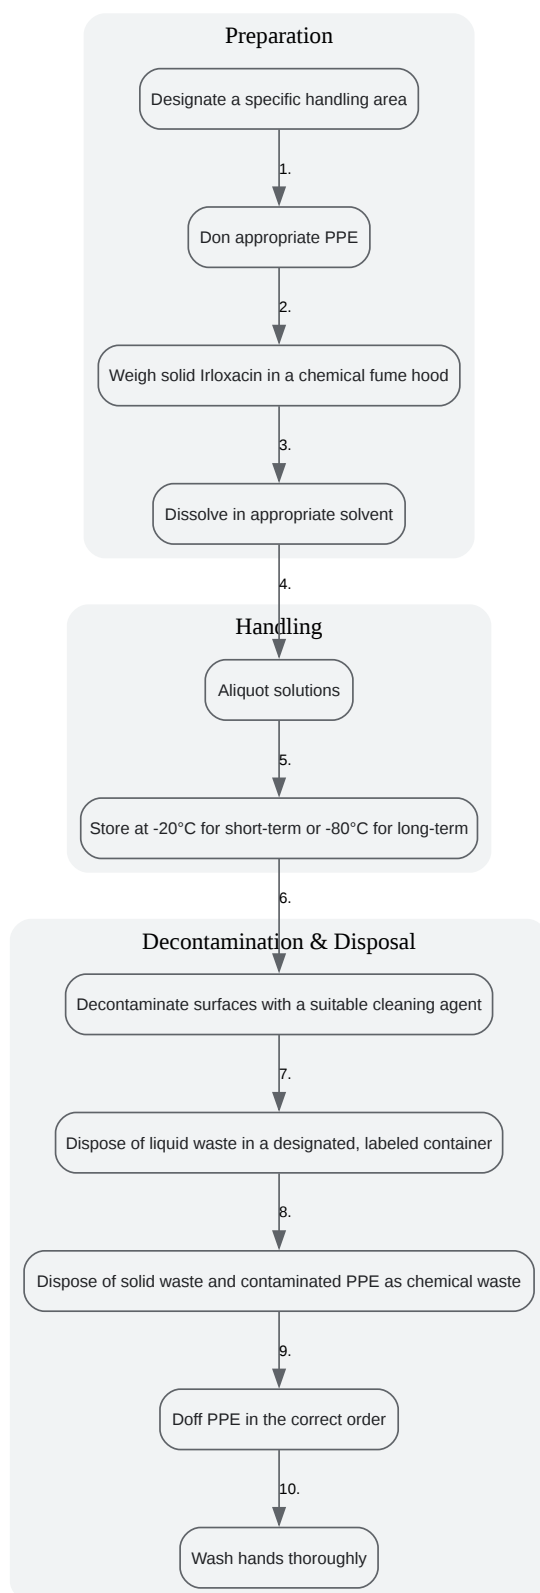 Preparation
Designate a specific handling area
1.
Don appropriate PPE
2.
Weigh solid Irloxacin in a chemical fume hood
3.
Dissolve in appropriate solvent
4.
Handling
Aliquot solutions
5.
Store at -20°C for short-term or -80°C for long-term
6.
Decontamination & Disposal
Decontaminate surfaces with a suitable cleaning agent
7.
Dispose of liquid waste in a designated, labeled container
8.
Dispose of solid waste and contaminated PPE as chemical waste
9.
Doff PPE in the correct order
10.
Wash hands thoroughly